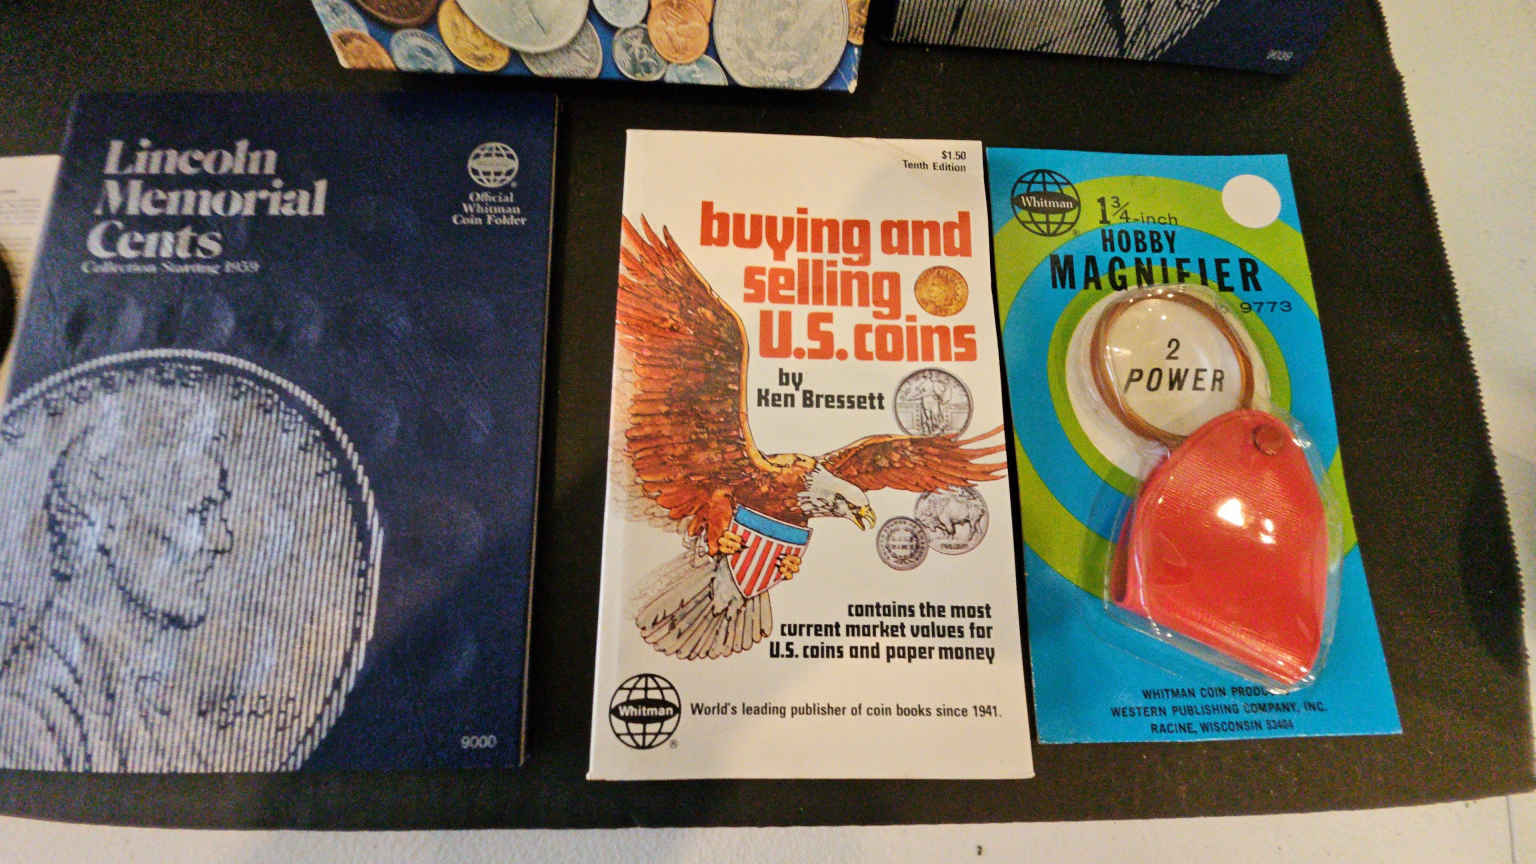 9039
Lincoln
Memorial
Cents
Collection Starting 1959
Official
Whitman
Coin Folder
9000
$1.50
Tenth Edition
buying and
selling
U.S. coins
by
Ken Bressett
contains the most
current market values for
U.S. coins and paper money
Whitman
®
World's leading publisher of coin books since 1941.
Whitman
®
1 3/4-inch
HOBBY
MAGNIFIER
9773
2
POWER
WHITMAN COIN
WESTERN PUBLISHING COMPANY, INC.
RACINE, WISCONSIN 53404